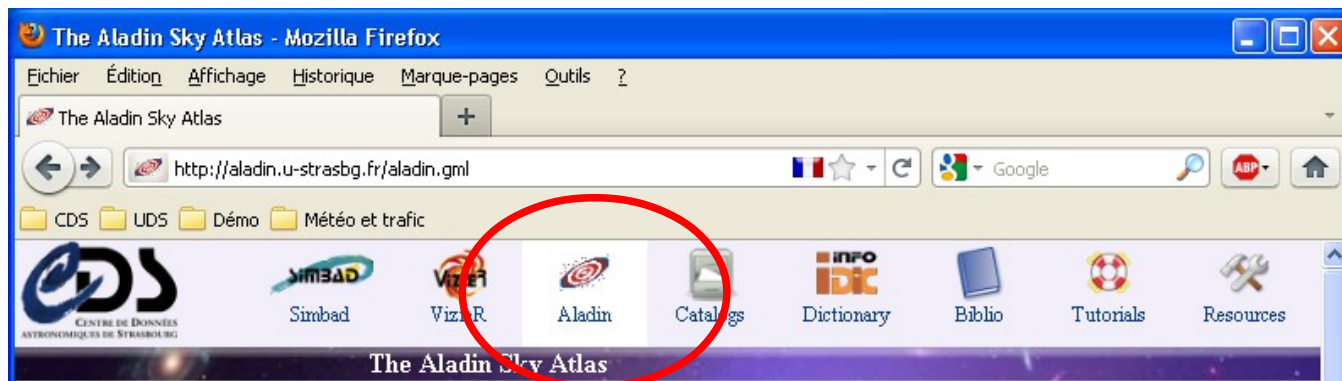 The Aladin Sky Atlas - Mozilla Firefox
Fichier Édition Affichage Historique Marque-pages Outils ?
The Aladin Sky Atlas +
http://aladin.u-strasbg.fr/aladin.gml Google ABP
CDS UDS Démo Météo et trafic
CDS SIMBAD VizieR INFO DIC
CENTRE DE DONNÉES
ASTRONOMIQUES DE STRASBOURG
Simbad VizieR Aladin Catalogs Dictionary Biblio Tutorials Resources
The Aladin Sky Atlas